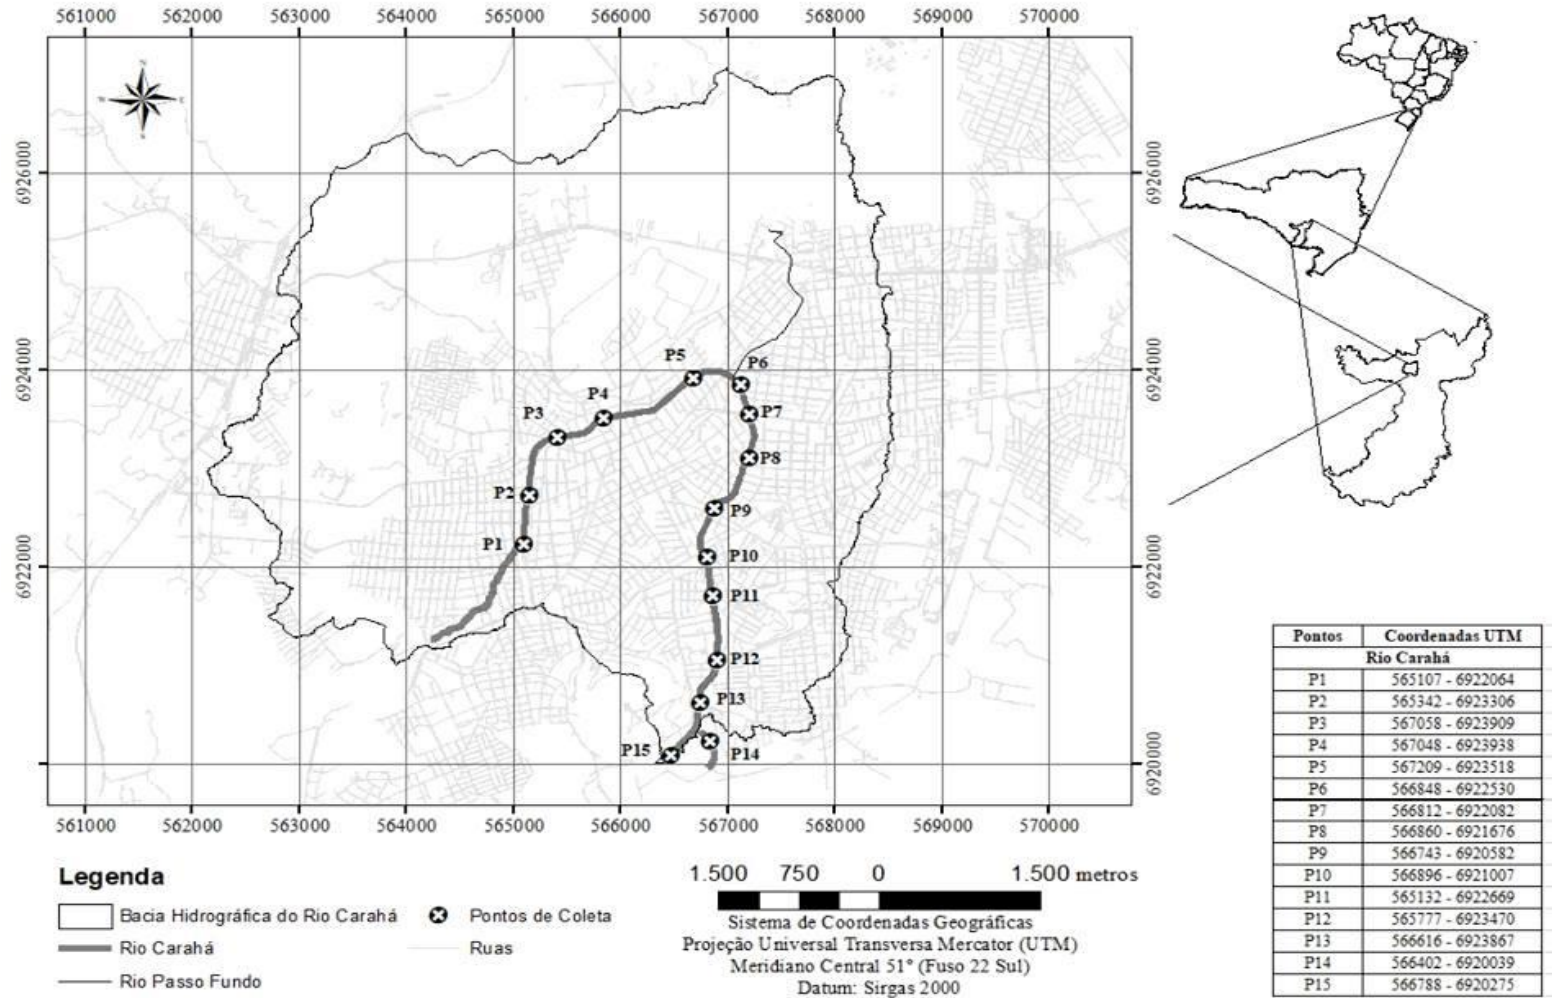 561000 562000 563000 564000 565000 566000 567000 568000 569000 570000
N
6926000 6926000
6924000 6924000
P5 P6
P4
P3 P7
P8
P2
P9
P1
P10
6922000 6922000
P11
P12
P13
P15 P14
6920000 6920000
561000 562000 563000 564000 565000 566000 567000 568000 569000 570000
Legenda
Bacia Hidrográfica do Rio Carahá
Pontos de Coleta
Rio Carahá
Ruas
Rio Passo Fundo
1.500 750 0 1.500 metros
Sistema de Coordenadas Geográficas
Projeção Universal Transversa Mercator (UTM)
Meridiano Central 51° (Fuso 22 Sul)
Datum: Sirgas 2000
Pontos Coordenadas UTM
Rio Carahá
P1 565107 - 6922064
P2 565342 - 6923306
P3 567058 - 6923909
P4 567048 - 6923938
P5 567209 - 6923518
P6 566848 - 6922530
P7 566812 - 6922082
P8 566860 - 6921676
P9 566743 - 6920582
P10 566896 - 6921007
P11 565132 - 6922669
P12 565777 - 6923470
P13 566616 - 6923867
P14 566402 - 6920039
P15 566788 - 6920275